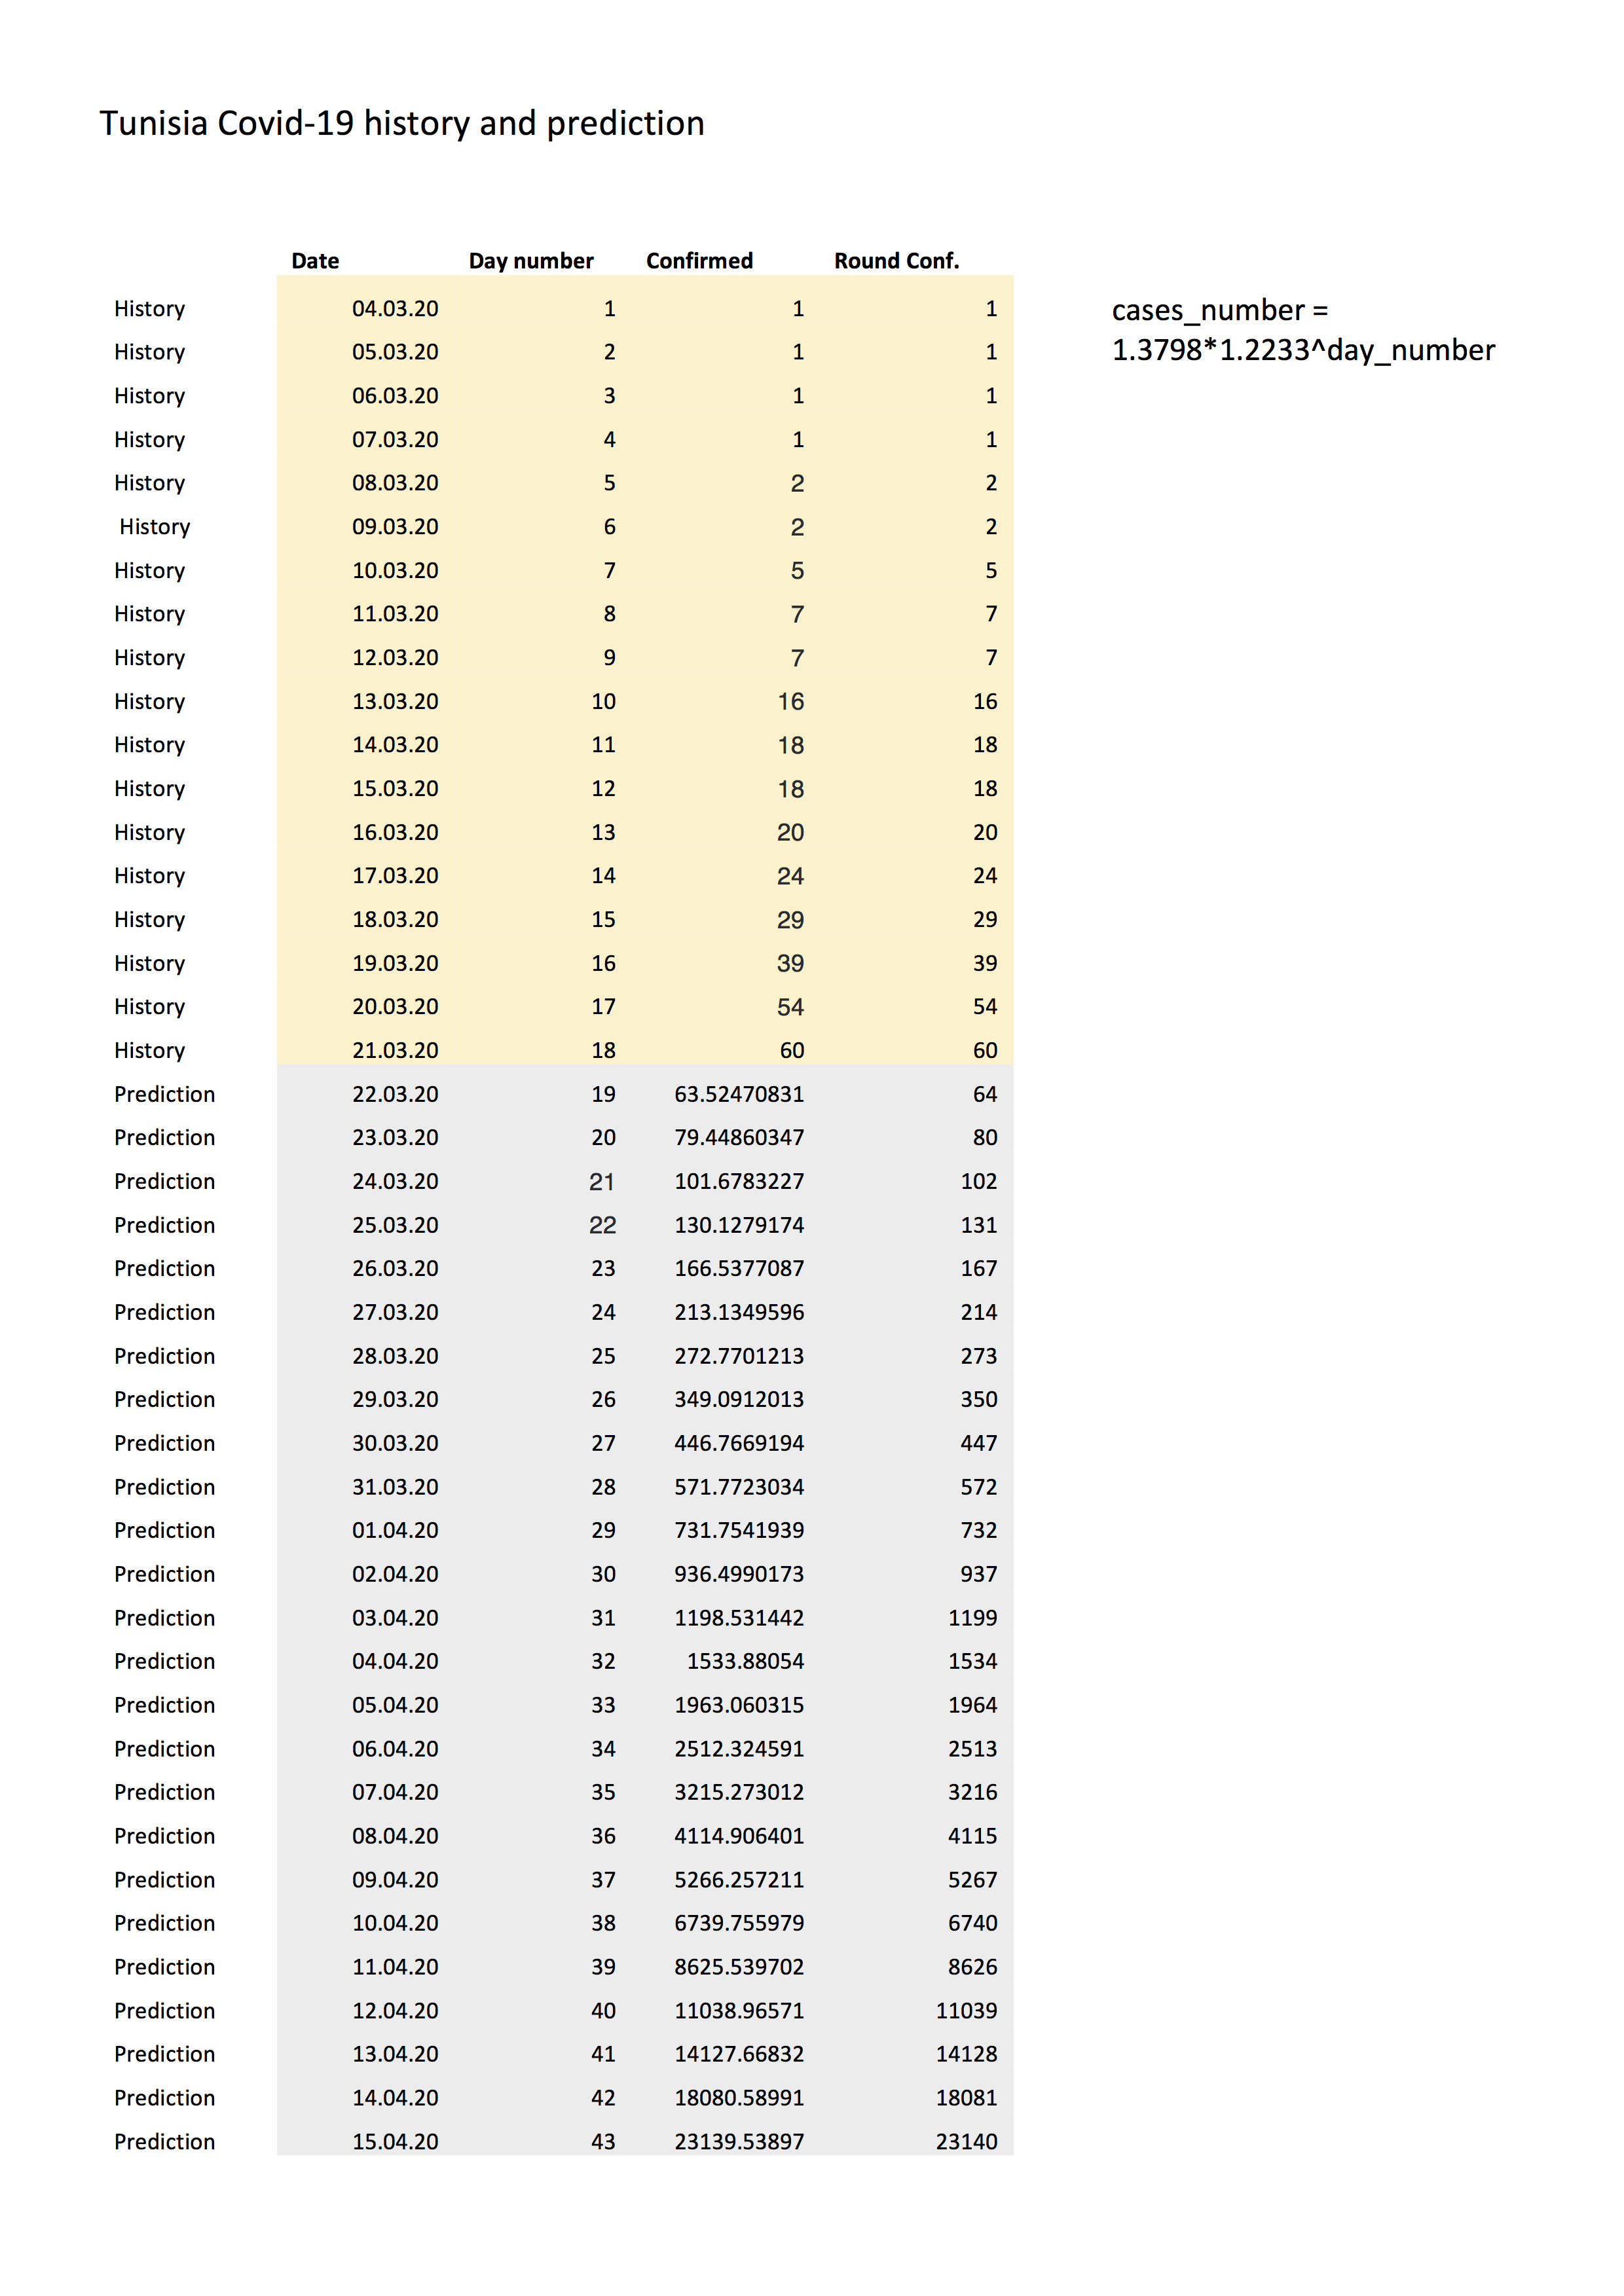 Tunisia Covid-19 history and prediction
Date Day number Confirmed Round Conf.
History 04.03.20 1 1 1
cases_number =
History 05.03.20 2 1 1
1.3798*1.2233^day_number
History 06.03.20 3 1 1
History 07.03.20 4 1 1
History 08.03.20 5 2 2
History 09.03.20 6 2 2
History 10.03.20 7 5 5
History 11.03.20 8 7 7
History 12.03.20 9 7 7
History 13.03.20 10 16 16
History 14.03.20 11 18 18
History 15.03.20 12 18 18
History 16.03.20 13 20 20
History 17.03.20 14 24 24
History 18.03.20 15 29 29
History 19.03.20 16 39 39
History 20.03.20 17 54 54
History 21.03.20 18 60 60
Prediction 22.03.20 19 63.52470831 64
Prediction 23.03.20 20 79.44860347 80
Prediction 24.03.20 21 101.6783227 102
Prediction 25.03.20 22 130.1279174 131
Prediction 26.03.20 23 166.5377087 167
Prediction 27.03.20 24 213.1349596 214
Prediction 28.03.20 25 272.7701213 273
Prediction 29.03.20 26 349.0912013 350
Prediction 30.03.20 27 446.7669194 447
Prediction 31.03.20 28 571.7723034 572
Prediction 01.04.20 29 731.7541939 732
Prediction 02.04.20 30 936.4990173 937
Prediction 03.04.20 31 1198.531442 1199
Prediction 04.04.20 32 1533.88054 1534
Prediction 05.04.20 33 1963.060315 1964
Prediction 06.04.20 34 2512.324591 2513
Prediction 07.04.20 35 3215.273012 3216
Prediction 08.04.20 36 4114.906401 4115
Prediction 09.04.20 37 5266.257211 5267
Prediction 10.04.20 38 6739.755979 6740
Prediction 11.04.20 39 8625.539702 8626
Prediction 12.04.20 40 11038.96571 11039
Prediction 13.04.20 41 14127.66832 14128
Prediction 14.04.20 42 18080.58991 18081
Prediction 15.04.20 43 23139.53897 23140